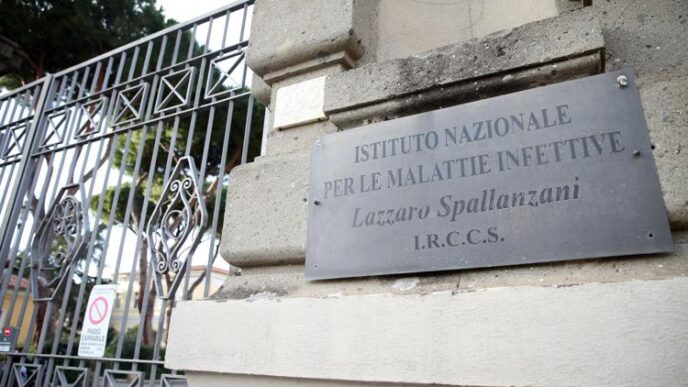 ISTITUTO NAZIONALE
PER LE MALATTIE INFETTIVE
Lazzaro Spallanzani
I.R.C.C.S.
PASSO
CARRABILE